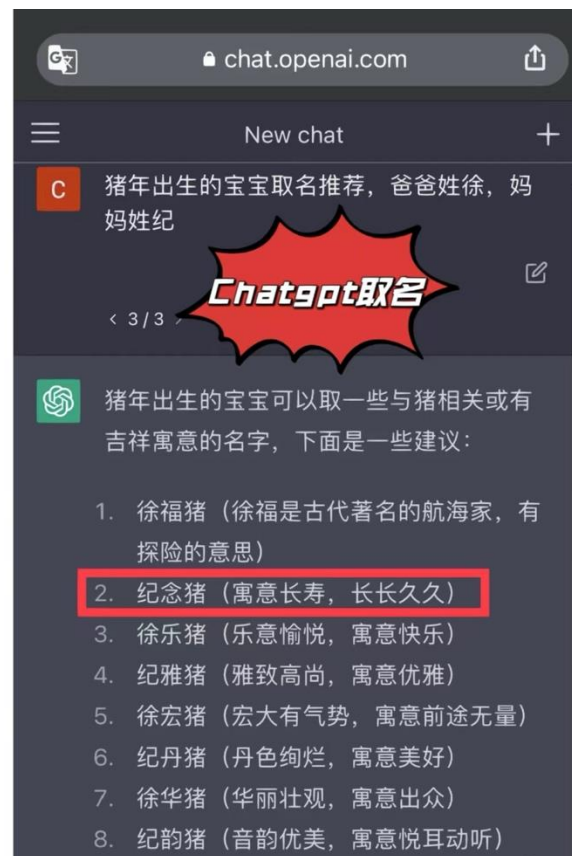 chat.openai.com
New chat
C
猪年出生的宝宝取名推荐，爸爸姓徐，妈
妈姓纪
Chatgpt取名
< 3/3
猪年出生的宝宝可以取一些与猪相关或有
吉祥寓意的名字，下面是一些建议：
1. 徐福猪（徐福是古代著名的航海家，有
探险的意思）
2. 纪念猪（寓意长寿，长长久久）
3. 徐乐猪（乐意愉悦，寓意快乐）
4. 纪雅猪（雅致高尚，寓意优雅）
5. 徐宏猪（宏大有气势，寓意前途无量）
6. 纪丹猪（丹色绚烂，寓意美好）
7. 徐华猪（华丽壮观，寓意出众）
8. 纪韵猪（音韵优美，寓意悦耳动听）